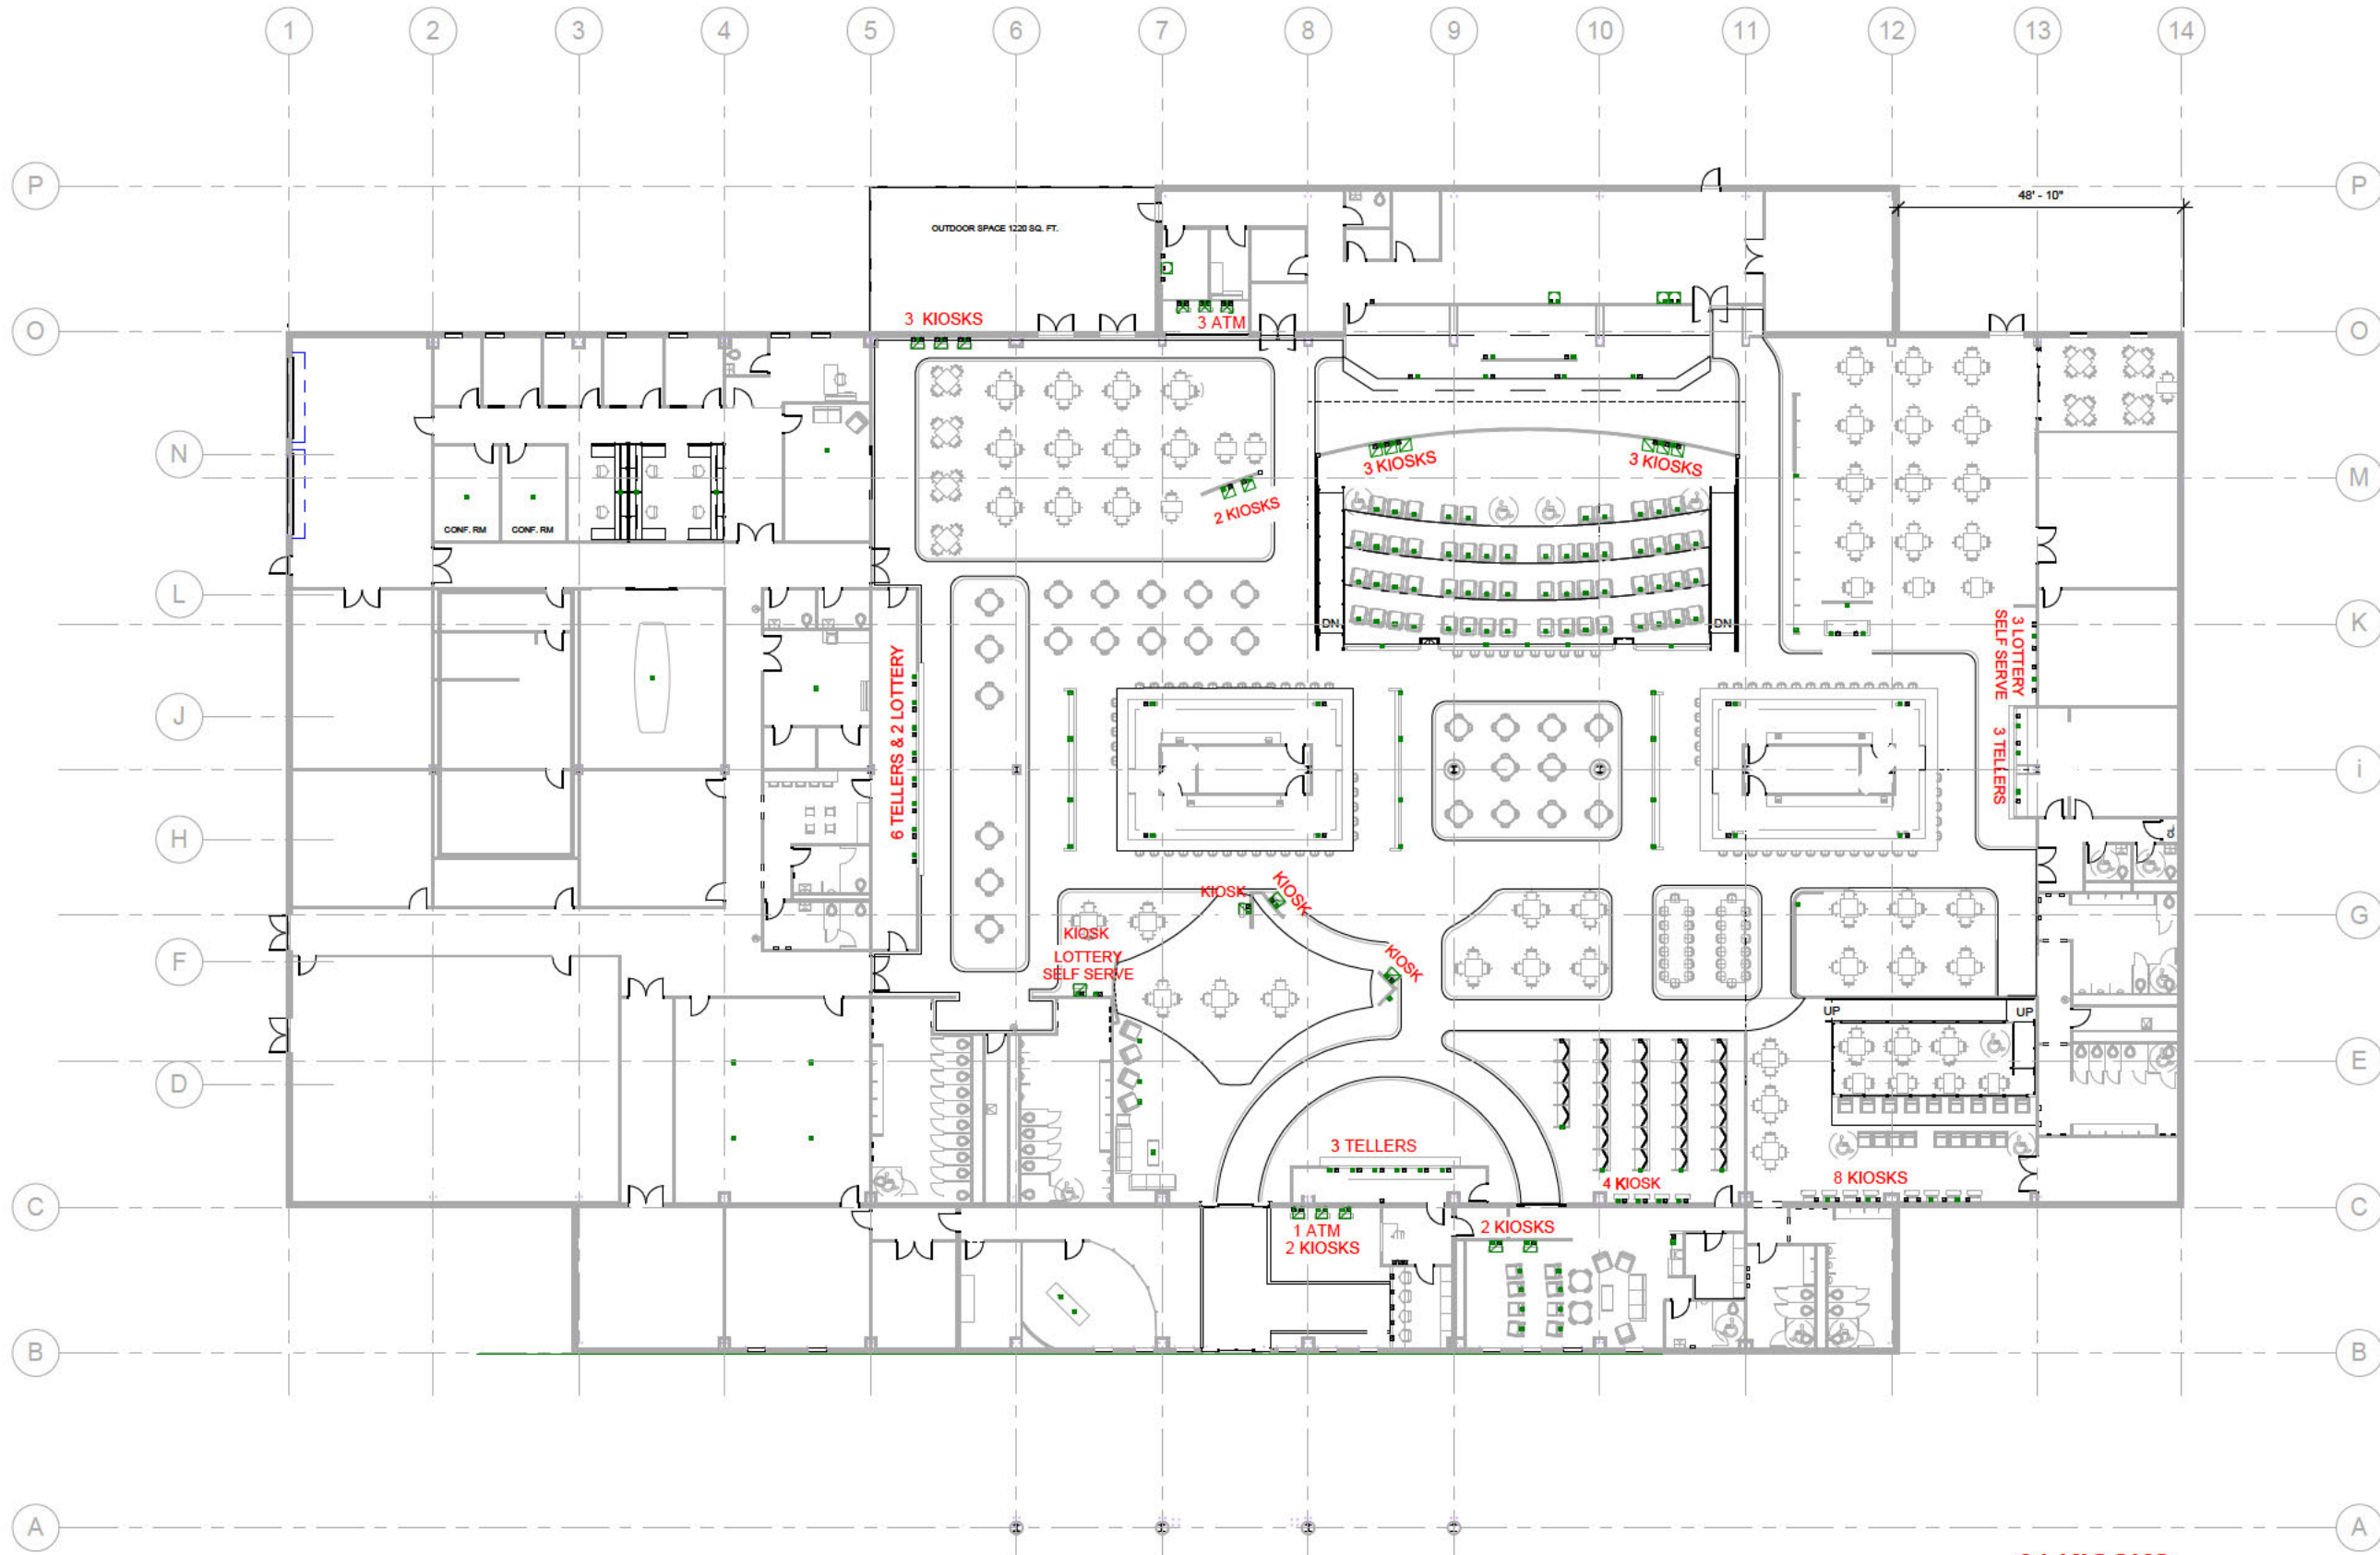 1 2 3 4 5 6 7 8 9 10 11 12 13 14
P P
48' - 10"
OUTDOOR SPACE 1220 SQ. FT.
3 KIOSKS
3 ATM
O O
N
3 KIOSKS
3 KIOSKS
M
2 KIOSKS
CONF. RM
CONF. RM
L
DN
DN
K
3 LOTTERY
SELF SERVE
6 TELLERS & 2 LOTTERY
J
3 TELLERS
i
H
CL
KIOSK
KIOSK
G
KIOSK
LOTTERY
SELF SERVE
F
KIOSK
UP
UP
E
D
3 TELLERS
4 KIOSK
8 KIOSKS
C C
1 ATM
2 KIOSKS
2 KIOSKS
B B
A A